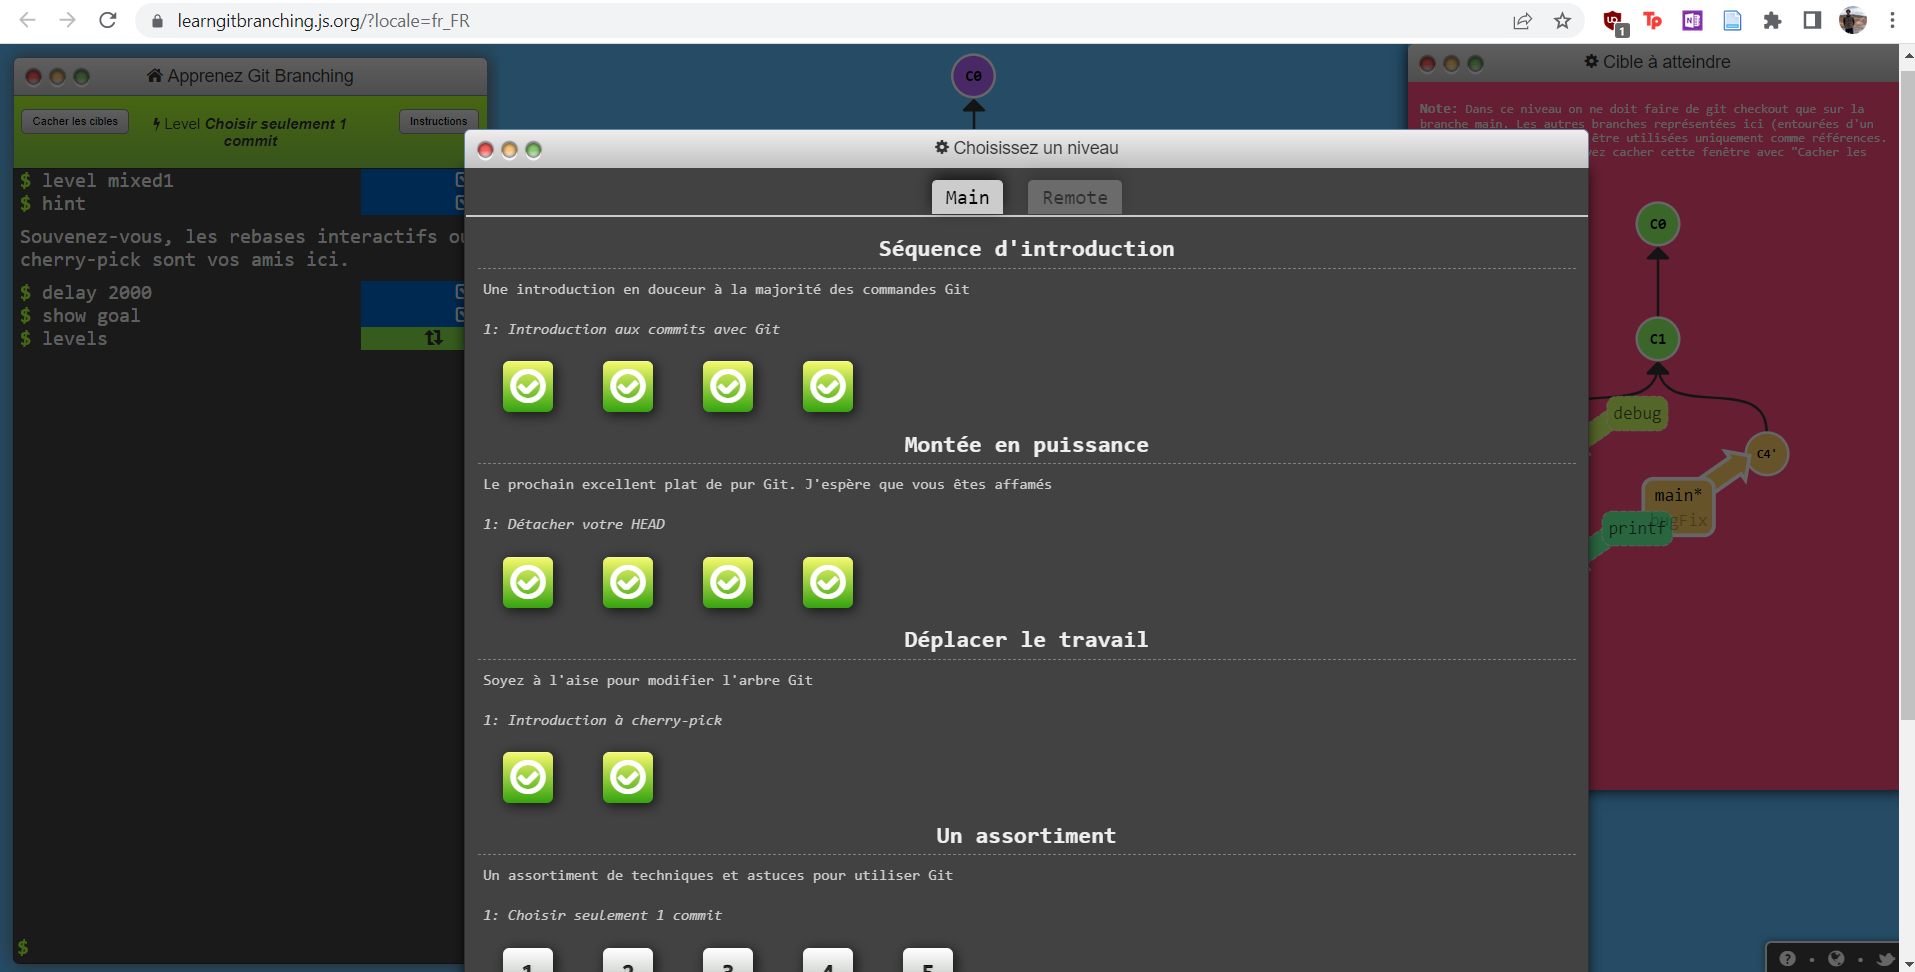 learngitbranching.js.org/?locale=fr_FR
1
Apprenez Git Branching
Cacher les cibles
Level Choisir seulement 1
commit
Instructions
$ level mixed1
$ hint
Souvenez-vous, les rebases interactifs
cherry-pick sont vos amis ici.
$ delay 2000
$ show goal
$ levels
$
C0
Choisissez un niveau
Main
Remote
Séquence d'introduction
Une introduction en douceur à la majorité des commandes Git
1: Introduction aux commits avec Git
Montée en puissance
Le prochain excellent plat de pur Git. J'espère que vous êtes affamés
1: Détacher votre HEAD
Déplacer le travail
Soyez à l'aise pour modifier l'arbre Git
1: Introduction à cherry-pick
Un assortiment
Un assortiment de techniques et astuces pour utiliser Git
1: Choisir seulement 1 commit
1 2 3 4 5
Cible à atteindre
Note: Dans ce niveau on ne doit faire de git checkout que sur la
branche main. Les autres branches représentées ici (entourées d'un
être utilisées uniquement comme références.
cacher cette fenêtre avec "Cacher les
C0
C1
debug
C4'
main*
bugFix
printf